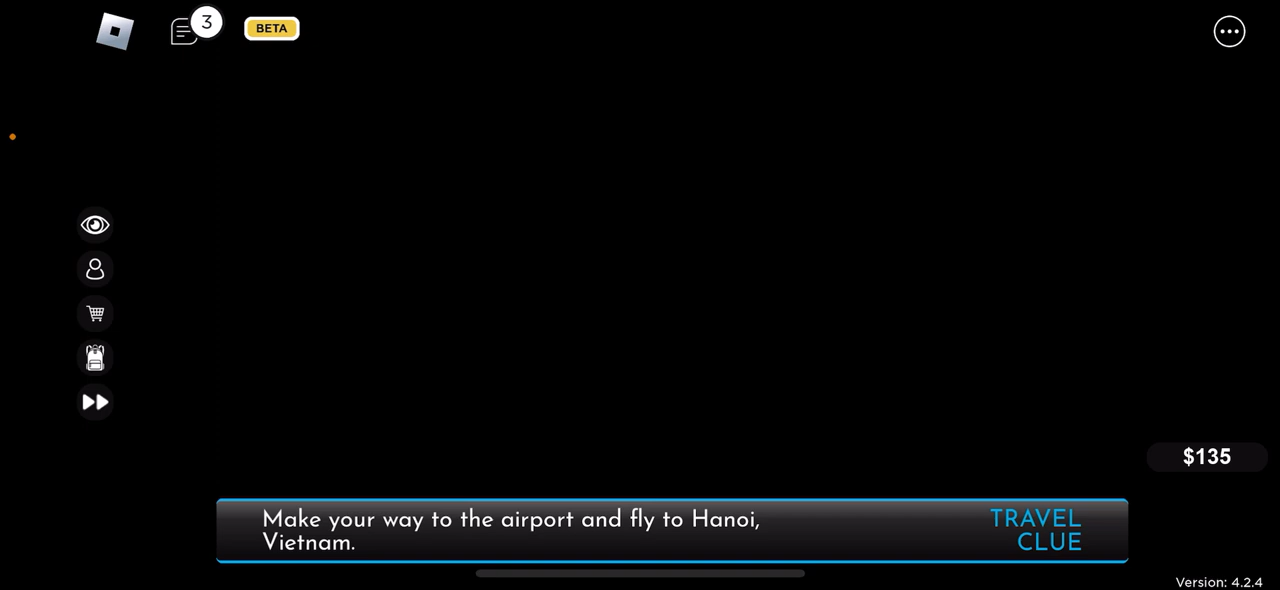 3
BETA
$135
Make your way to the airport and fly to Hanoi,
Vietnam.
TRAVEL
CLUE
Version: 4.2.4